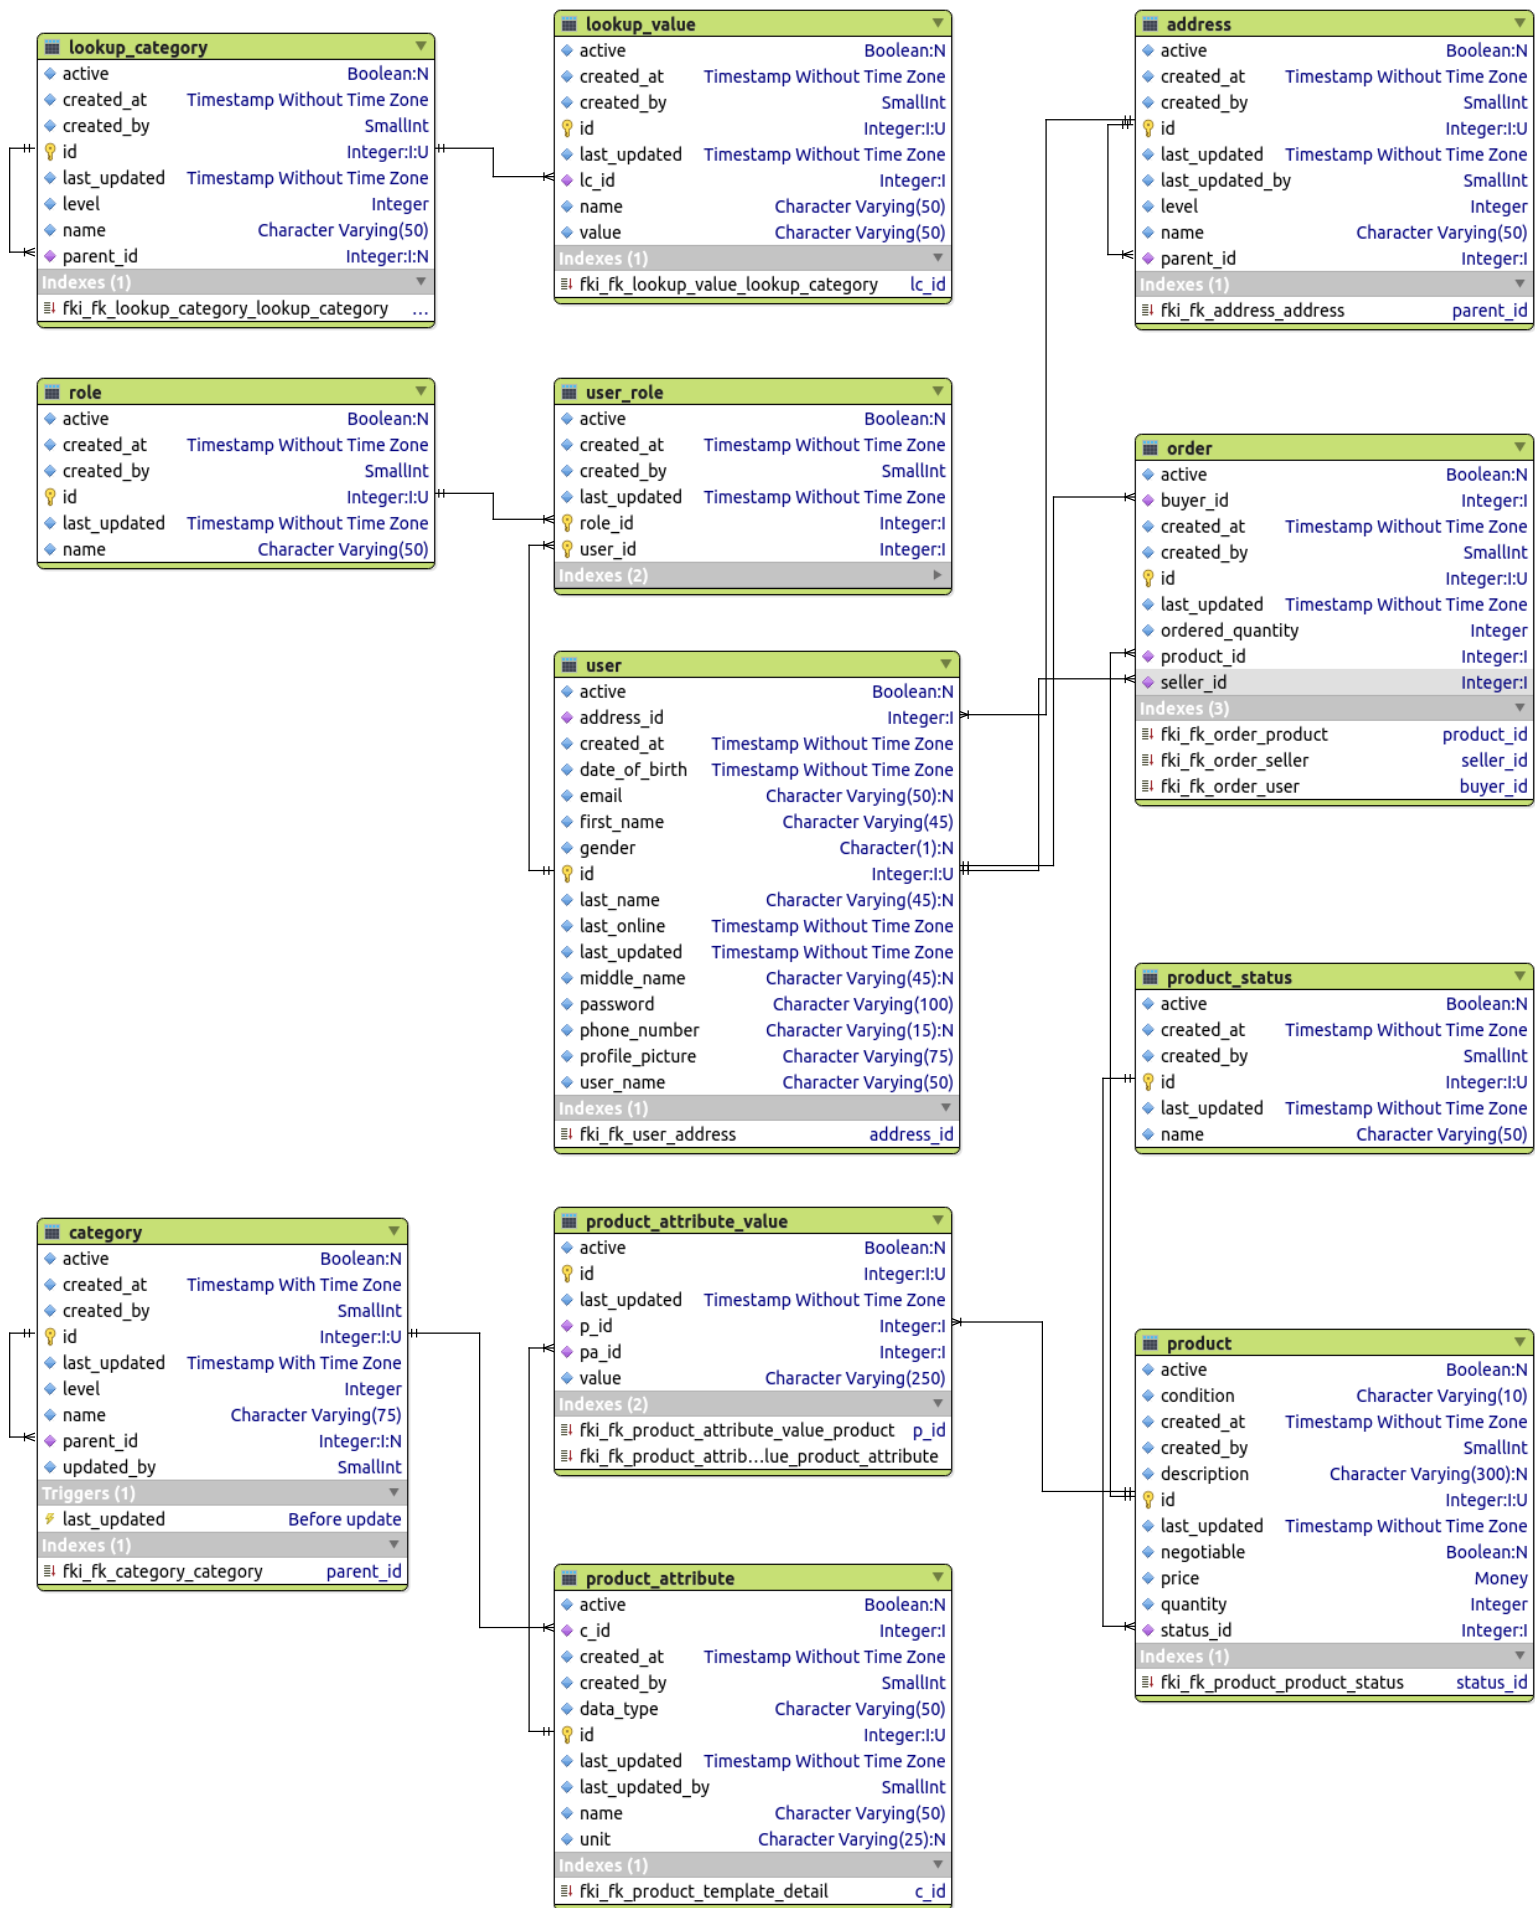 lookup_category
active Boolean:N
created_at Timestamp Without Time Zone
created_by SmallInt
id Integer:I:U
last_updated Timestamp Without Time Zone
level Integer
name Character Varying(50)
parent_id Integer:I:N
Indexes (1)
fki_fk_lookup_category_lookup_category ...
lookup_value
active Boolean:N
created_at Timestamp Without Time Zone
created_by SmallInt
id Integer:I:U
last_updated Timestamp Without Time Zone
lc_id Integer:I
name Character Varying(50)
value Character Varying(50)
Indexes (1)
fki_fk_lookup_value_lookup_category lc_id
address
active Boolean:N
created_at Timestamp Without Time Zone
created_by SmallInt
id Integer:I:U
last_updated Timestamp Without Time Zone
last_updated_by SmallInt
level Integer
name Character Varying(50)
parent_id Integer:I
Indexes (1)
fki_fk_address_address parent_id
role
active Boolean:N
created_at Timestamp Without Time Zone
created_by SmallInt
id Integer:I:U
last_updated Timestamp Without Time Zone
name Character Varying(50)
user_role
active Boolean:N
created_at Timestamp Without Time Zone
created_by SmallInt
last_updated Timestamp Without Time Zone
role_id Integer:I
user_id Integer:I
Indexes (2)
order
active Boolean:N
buyer_id Integer:I
created_at Timestamp Without Time Zone
created_by SmallInt
id Integer:I:U
last_updated Timestamp Without Time Zone
ordered_quantity Integer
product_id Integer:I
seller_id Integer:I
Indexes (3)
fki_fk_order_product product_id
fki_fk_order_seller seller_id
fki_fk_order_user buyer_id
user
active Boolean:N
address_id Integer:I
created_at Timestamp Without Time Zone
date_of_birth Timestamp Without Time Zone
email Character Varying(50):N
first_name Character Varying(45)
gender Character(1):N
id Integer:I:U
last_name Character Varying(45):N
last_online Timestamp Without Time Zone
last_updated Timestamp Without Time Zone
middle_name Character Varying(45):N
password Character Varying(100)
phone_number Character Varying(15):N
profile_picture Character Varying(75)
user_name Character Varying(50)
Indexes (1)
fki_fk_user_address address_id
product_status
active Boolean:N
created_at Timestamp Without Time Zone
created_by SmallInt
id Integer:I:U
last_updated Timestamp Without Time Zone
name Character Varying(50)
category
active Boolean:N
created_at Timestamp With Time Zone
created_by SmallInt
id Integer:I:U
last_updated Timestamp With Time Zone
level Integer
name Character Varying(75)
parent_id Integer:I:N
updated_by SmallInt
Triggers (1)
last_updated Before update
Indexes (1)
fki_fk_category_category parent_id
product_attribute_value
active Boolean:N
id Integer:I:U
last_updated Timestamp Without Time Zone
p_id Integer:I
pa_id Integer:I
value Character Varying(250)
Indexes (2)
fki_fk_product_attribute_value_product p_id
fki_fk_product_attrib...lue_product_attribute
product
active Boolean:N
condition Character Varying(10)
created_at Timestamp Without Time Zone
created_by SmallInt
description Character Varying(300):N
id Integer:I:U
last_updated Timestamp Without Time Zone
negotiable Boolean:N
price Money
quantity Integer
status_id Integer:I
Indexes (1)
fki_fk_product_product_status status_id
product_attribute
active Boolean:N
c_id Integer:I
created_at Timestamp Without Time Zone
created_by SmallInt
data_type Character Varying(50)
id Integer:I:U
last_updated Timestamp Without Time Zone
last_updated_by SmallInt
name Character Varying(50)
unit Character Varying(25):N
Indexes (1)
fki_fk_product_template_detail c_id